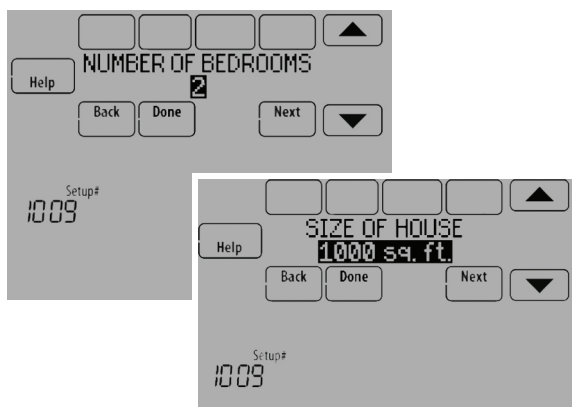 NUMBER OF BEDROOMS
Help
2
Back Done Next
Setup#
1009
SIZE OF HOUSE
Help
1000 sq. ft.
Back Done Next
Setup#
1009